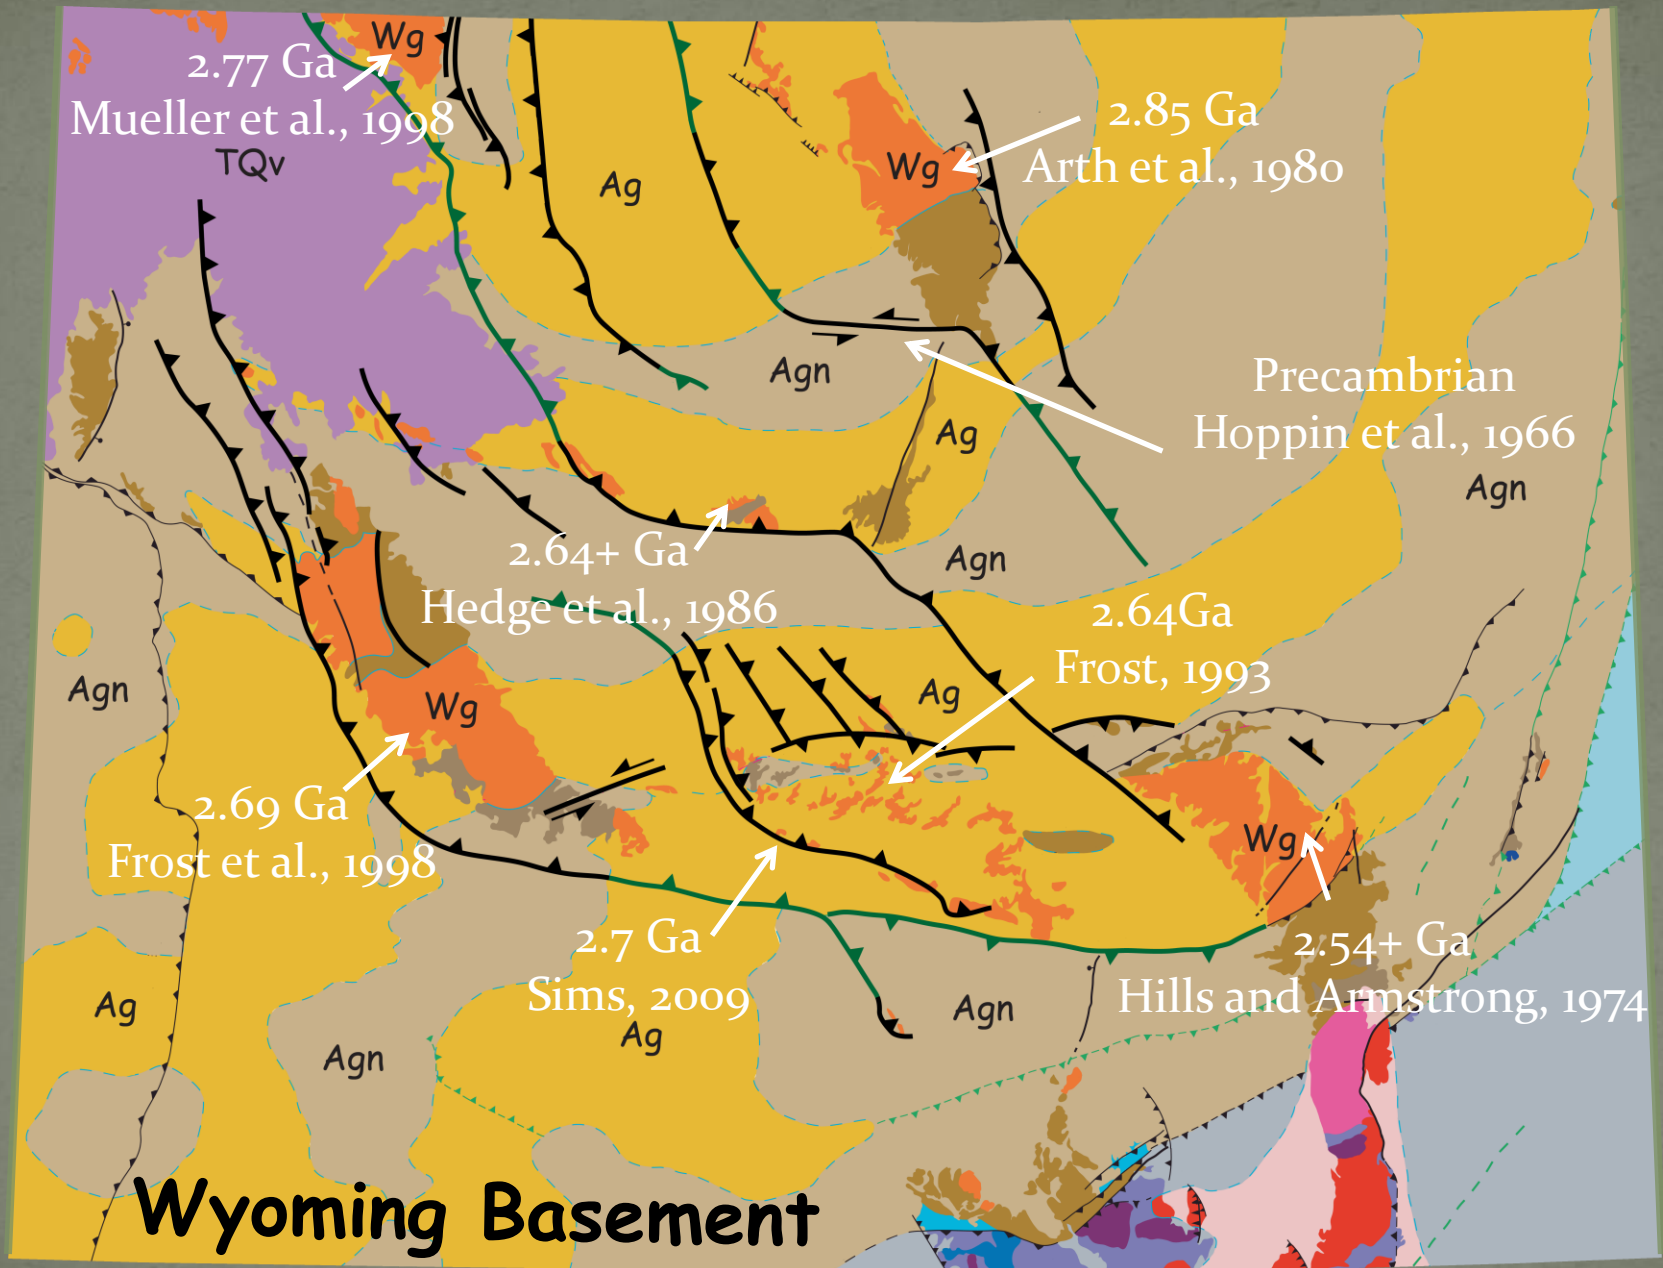 Wg
2.77 Ga
Mueller et al., 1998
TQv
Ag
2.85 Ga
Wg
Arth et al., 1980
Agn
Precambrian
Hoppin et al., 1966
Ag
Agn
2.64+ Ga
Agn
Hedge et al., 1986
2.64Ga
Frost, 1993
Agn
Ag
Wg
2.69 Ga
Wg
Frost et al., 1998
2.7 Ga
2.54+ Ga
Sims, 2009
Hills and Armstrong, 1974
Ag
Agn
Ag
Agn
Wyoming Basement